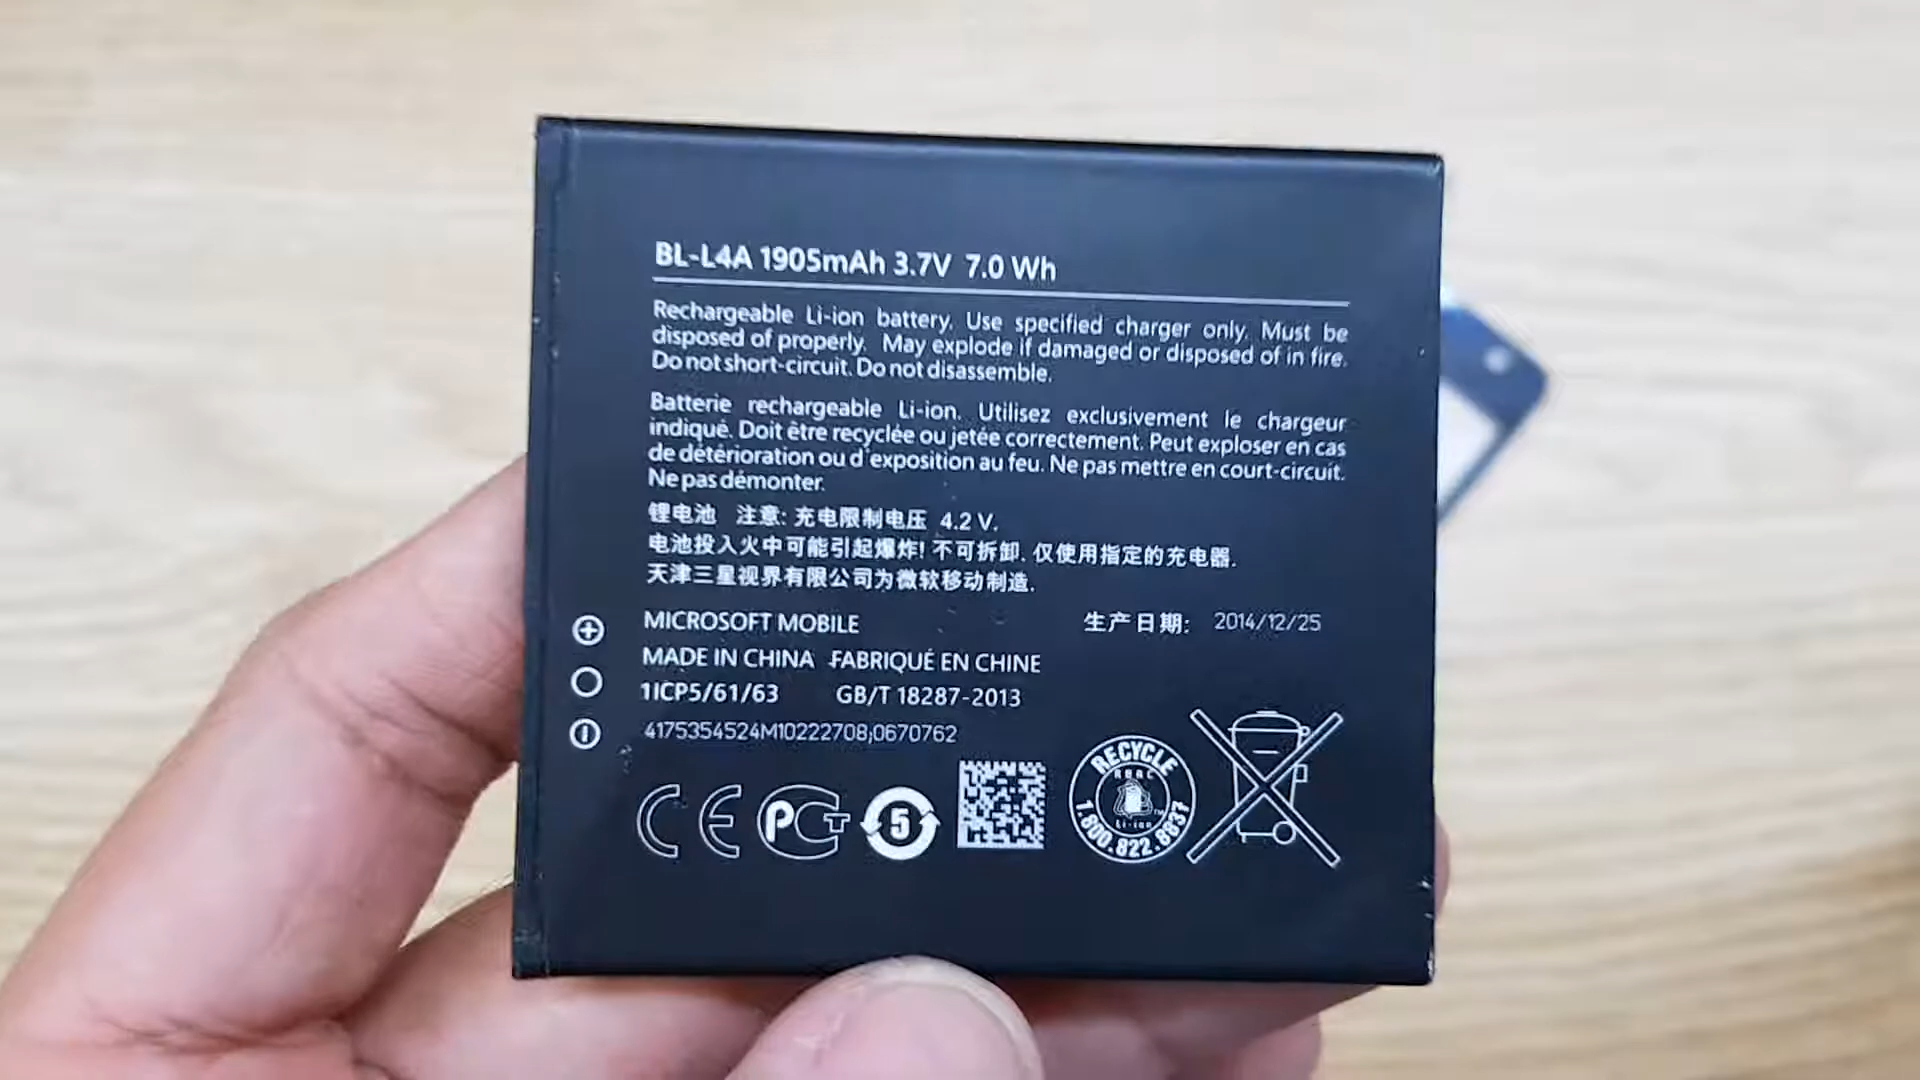 BL-L4A 1905mAh 3.7V 7.0 Wh
Rechargeable Li-ion battery. Use specified charger only. Must be
disposed of properly. May explode if damaged or disposed of in fire.
Do not short-circuit. Do not disassemble.
Batterie rechargeable Li-ion. Utilisez exclusivement le chargeur
indiqué. Doit être recyclée ou jetée correctement. Peut exploser en cas
de détérioration ou d'exposition au feu. Ne pas mettre en court-circuit.
Ne pas démonter.
锂电池 注意: 充电限制电压 4.2 V.
电池投入火中可能引起爆炸! 不可拆卸. 仅使用指定的充电器.
天津三星视界有限公司为微软移动制造.
MICROSOFT MOBILE 生产日期: 2014/12/25
MADE IN CHINA FABRIQUÉ EN CHINE
1ICP5/61/63 GB/T 18287-2013
4175354524M10222708;0670762
CE PCT 5 RECYCLE RBRC Li-ion 1.800.822.8837